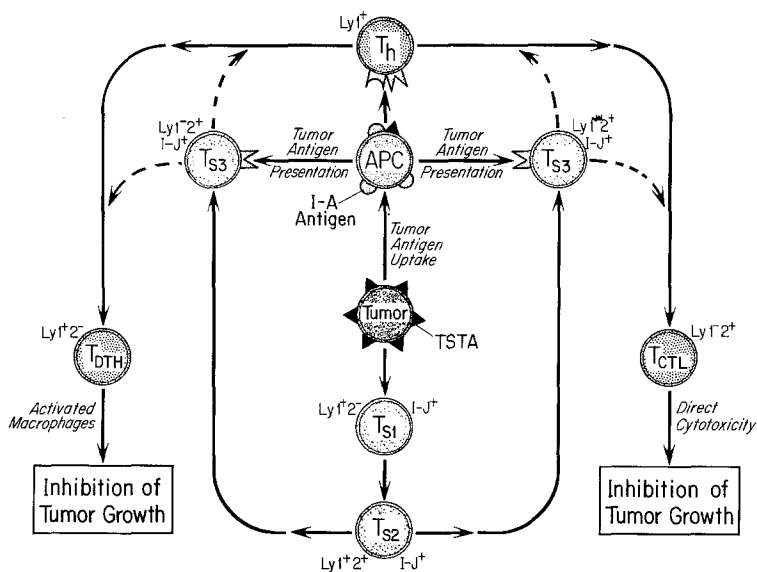 Ly1⁺
Th
Ly1⁻2⁺
I-J⁺
TS3
Tumor
Antigen
Presentation
APC
Tumor
Antigen
Presentation
TS3
I-J⁺
I-A
Antigen
Tumor
Antigen
Uptake
Tumor
TSTA
Ly1⁺2⁻
TDTH
Ly1⁻2⁺
TCTL
Activated
Macrophages
Ly1⁺2⁻
I-J⁺
TS1
Direct
Cytotoxicity
Inhibition of
Tumor Growth
TS2
Ly1⁺2⁺
I-J⁺
Inhibition of
Tumor Growth